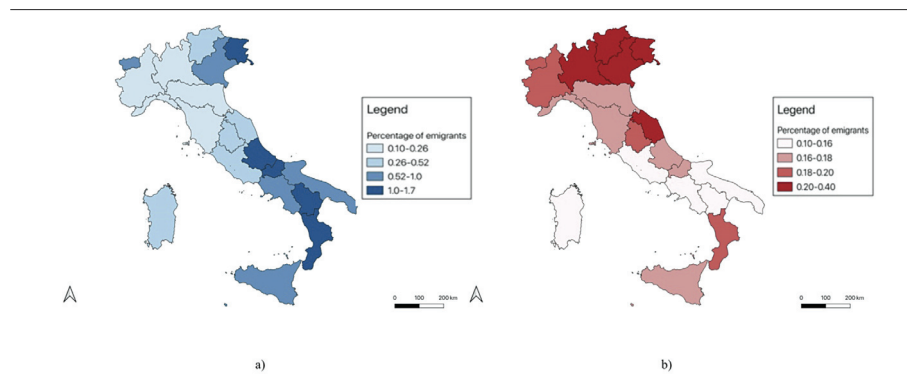 Legend
Percentage of emigrants
0.10-0.26
0.26-0.52
0.52-1.0
1.0-1.7
0 100 200 km
a)
Legend
Percentage of emigrants
0.10-0.16
0.16-0.18
0.18-0.20
0.20-0.40
0 100 200 km
b)